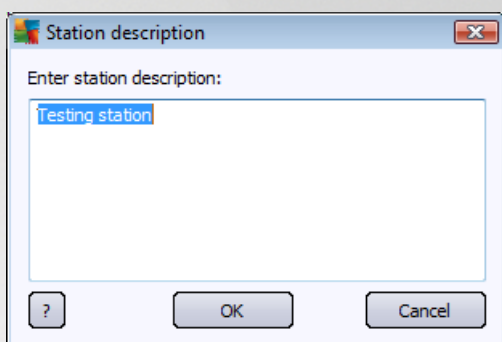 Station description
Enter station description:
Testing station
? OK Cancel